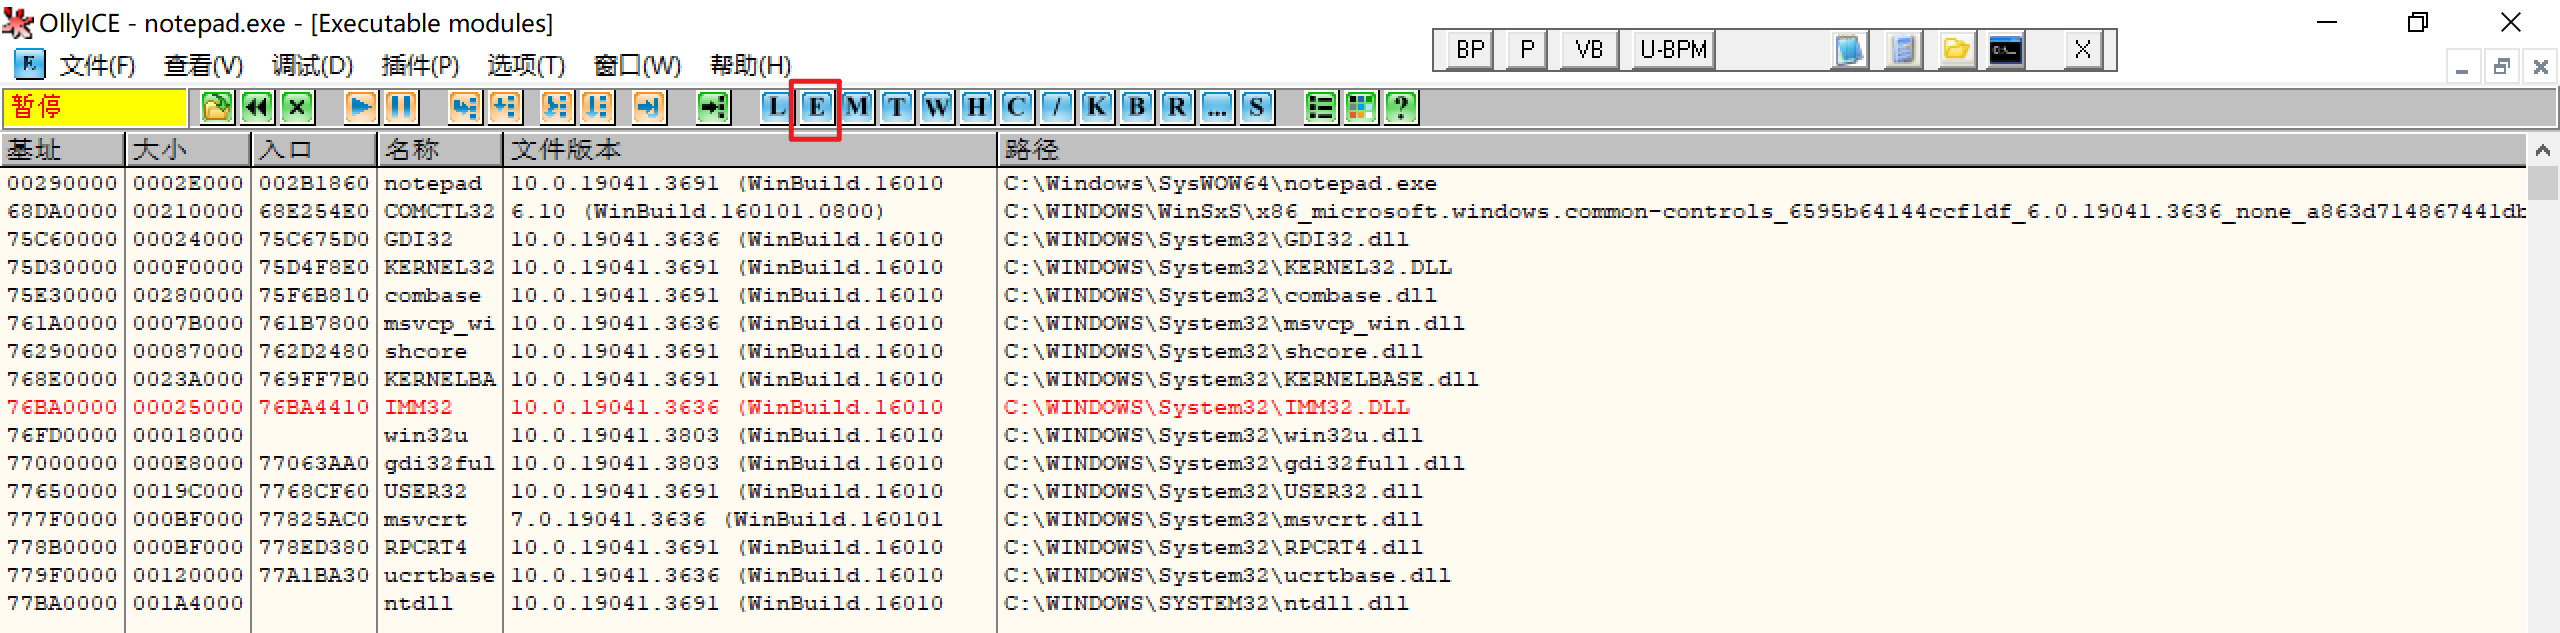 OllyICE - notepad.exe - [Executable modules]
BP P VB U-BPM X
E 文件(F) 查看(V) 调试(D) 插件(P) 选项(T) 窗口(W) 帮助(H)
暂停 L E M T W H C / K B R ... S ?
基址 大小 入口 名称 文件版本 路径
00290000 0002E000 002B1860 notepad 10.0.19041.3691 (WinBuild.16010 C:\Windows\SysWOW64\notepad.exe
68DA0000 00210000 68E254E0 COMCTL32 6.10 (WinBuild.160101.0800) C:\WINDOWS\WinSxS\x86_microsoft.windows.common-controls_6595b64144ccf1df_6.0.19041.3636_none_a863d714867441db
75C60000 00024000 75C675D0 GDI32 10.0.19041.3636 (WinBuild.16010 C:\WINDOWS\System32\GDI32.dll
75D30000 000F0000 75D4F8E0 KERNEL32 10.0.19041.3691 (WinBuild.16010 C:\WINDOWS\System32\KERNEL32.DLL
75E30000 00280000 75F6B810 combase 10.0.19041.3691 (WinBuild.16010 C:\WINDOWS\System32\combase.dll
761A0000 0007B000 761B7800 msvcp_wi 10.0.19041.3636 (WinBuild.16010 C:\WINDOWS\System32\msvcp_win.dll
76290000 00087000 762D2480 shcore 10.0.19041.3691 (WinBuild.16010 C:\WINDOWS\System32\shcore.dll
768E0000 0023A000 769FF7B0 KERNELBA 10.0.19041.3691 (WinBuild.16010 C:\WINDOWS\System32\KERNELBASE.dll
76BA0000 00025000 76BA4410 IMM32 10.0.19041.3636 (WinBuild.16010 C:\WINDOWS\System32\IMM32.DLL
76FD0000 00018000 win32u 10.0.19041.3803 (WinBuild.16010 C:\WINDOWS\System32\win32u.dll
77000000 000E8000 77063AA0 gdi32ful 10.0.19041.3803 (WinBuild.16010 C:\WINDOWS\System32\gdi32full.dll
77650000 0019C000 7768CF60 USER32 10.0.19041.3691 (WinBuild.16010 C:\WINDOWS\System32\USER32.dll
777F0000 000BF000 77825AC0 msvcrt 7.0.19041.3636 (WinBuild.160101 C:\WINDOWS\System32\msvcrt.dll
778B0000 000BF000 778ED380 RPCRT4 10.0.19041.3691 (WinBuild.16010 C:\WINDOWS\System32\RPCRT4.dll
779F0000 00120000 77A1BA30 ucrtbase 10.0.19041.3636 (WinBuild.16010 C:\WINDOWS\System32\ucrtbase.dll
77BA0000 001A4000 ntdll 10.0.19041.3691 (WinBuild.16010 C:\WINDOWS\SYSTEM32\ntdll.dll